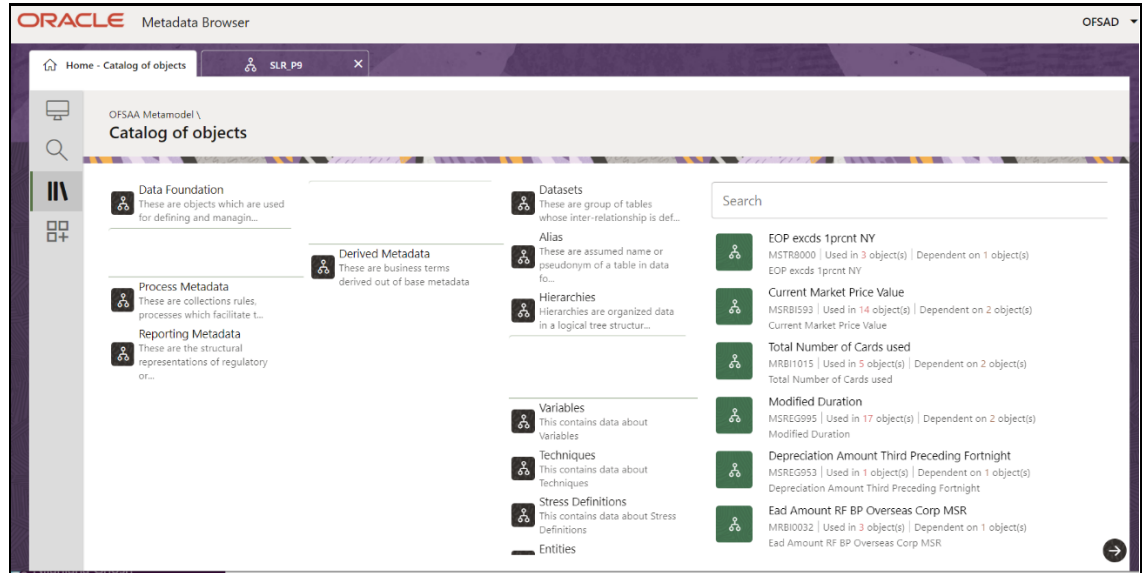 ORACLE Metadata Browser
OFSAD
Home - Catalog of objects
SLR_P9 X
OFSAA Metamodel \
Catalog of objects
Data Foundation
These are objects which are used
for defining and managin...
Process Metadata
These are collections rules,
processes which facilitate t...
Reporting Metadata
These are the structural
representations of regulatory
or...
Derived Metadata
These are business terms
derived out of base metadata
Datasets
These are group of tables
whose inter-relationship is def...
Alias
These are assumed name or
pseudonym of a table in data
fo...
Hierarchies
Hierarchies are organized data
in a logical tree structur...
Variables
This contains data about
Variables
Techniques
This contains data about
Techniques
Stress Definitions
This contains data about Stress
Definitions
Entities
Search
EOP excds 1prcnt NY
MSTR8000 | Used in 3 object(s) | Dependent on 1 object(s)
EOP excds 1prcnt NY
Current Market Price Value
MSRBI593 | Used in 14 object(s) | Dependent on 2 object(s)
Current Market Price Value
Total Number of Cards used
MRBI1015 | Used in 5 object(s) | Dependent on 2 object(s)
Total Number of Cards used
Modified Duration
MSREG995 | Used in 17 object(s) | Dependent on 2 object(s)
Modified Duration
Depreciation Amount Third Preceding Fortnight
MSREG953 | Used in 1 object(s) | Dependent on 1 object(s)
Depreciation Amount Third Preceding Fortnight
Ead Amount RF BP Overseas Corp MSR
MRBI0032 | Used in 3 object(s) | Dependent on 1 object(s)
Ead Amount RF BP Overseas Corp MSR